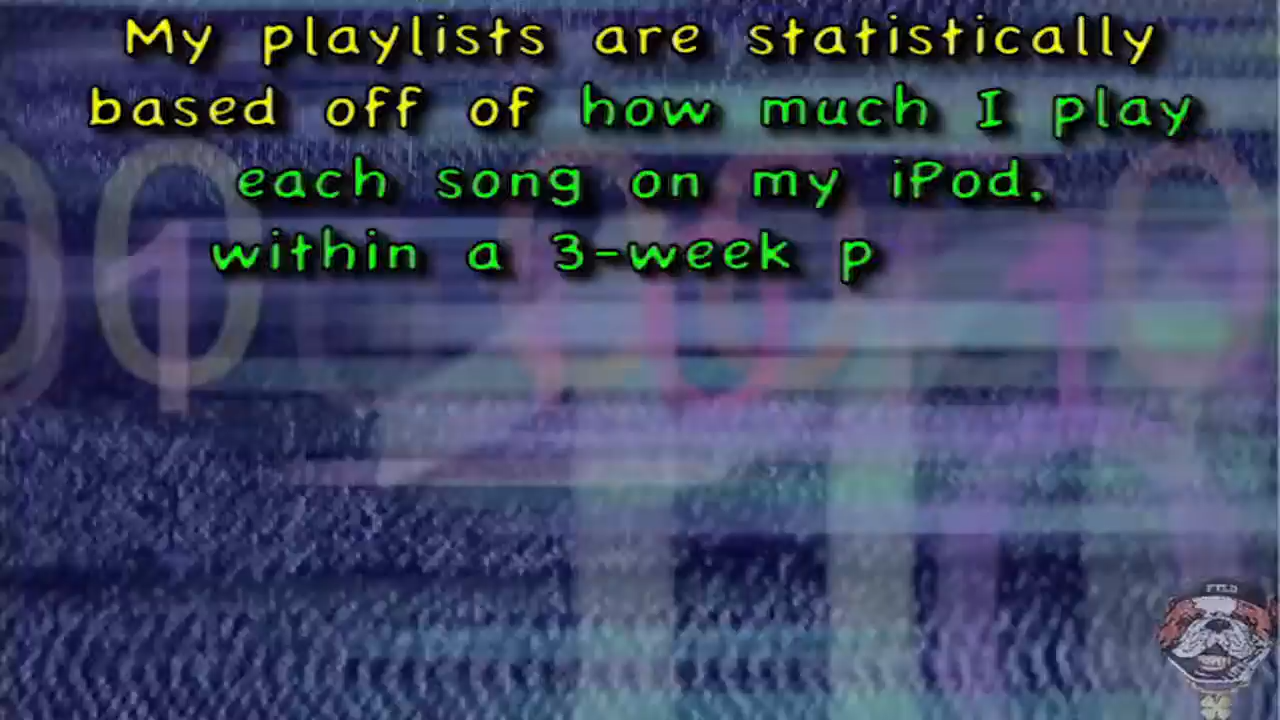 My playlists are statistically
based off of how much I play
each song on my iPod.
within a 3-week p